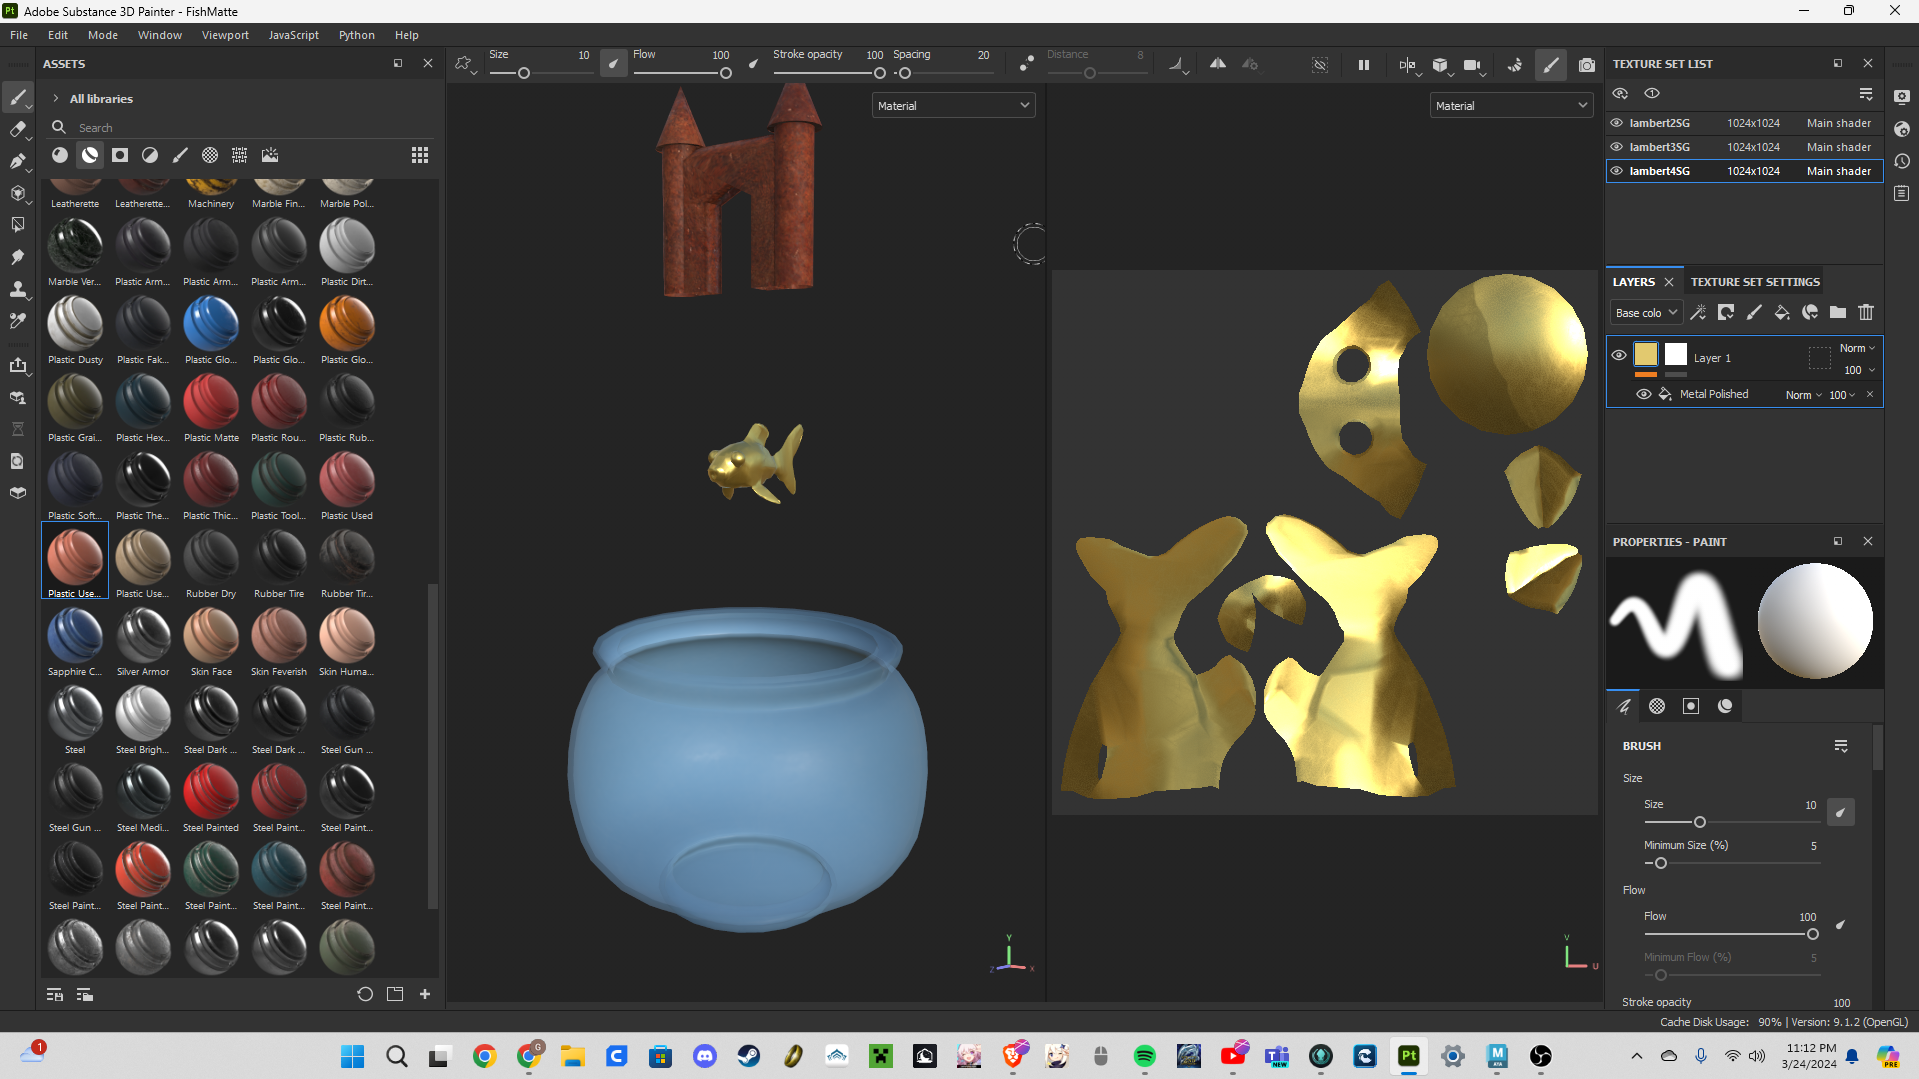 Pt Adobe Substance 3D Painter - FishMatte
File Edit Mode Window Viewport JavaScript Python Help
ASSETS
Size 10 Flow 100 Stroke opacity 100 Spacing 20 Distance 8
All libraries
Search
Leatherette Leatherette... Machinery Marble Fin... Marble Pol...
Marble Ver... Plastic Arm... Plastic Arm... Plastic Arm... Plastic Dirt...
Plastic Dusty Plastic Fak... Plastic Glo... Plastic Glo... Plastic Glo...
Plastic Grai... Plastic Hex... Plastic Matte Plastic Rou... Plastic Rub...
Plastic Soft... Plastic The... Plastic Thic... Plastic Tool... Plastic Used
Plastic Use... Plastic Use... Rubber Dry Rubber Tire Rubber Tir...
Sapphire C... Silver Armor Skin Face Skin Feverish Skin Huma...
Steel Steel Brigh... Steel Dark ... Steel Dark ... Steel Gun ...
Steel Gun ... Steel Medi... Steel Painted Steel Paint... Steel Paint...
Steel Paint... Steel Paint... Steel Paint... Steel Paint... Steel Paint...
Material
Y
Z X
Material
V
U
TEXTURE SET LIST
lambert2SG 1024x1024 Main shader
lambert3SG 1024x1024 Main shader
lambert4SG 1024x1024 Main shader
LAYERS TEXTURE SET SETTINGS
Base colo
Layer 1 Norm
100
Metal Polished Norm 100
PROPERTIES - PAINT
BRUSH
Size
Size 10
Minimum Size (%) 5
Flow
Flow 100
Minimum Flow (%) 5
Stroke opacity 100
Cache Disk Usage: 90% | Version: 9.1.2 (OpenGL)
1
G
Pt
NEW
M
11:12 PM
3/24/2024
PRE